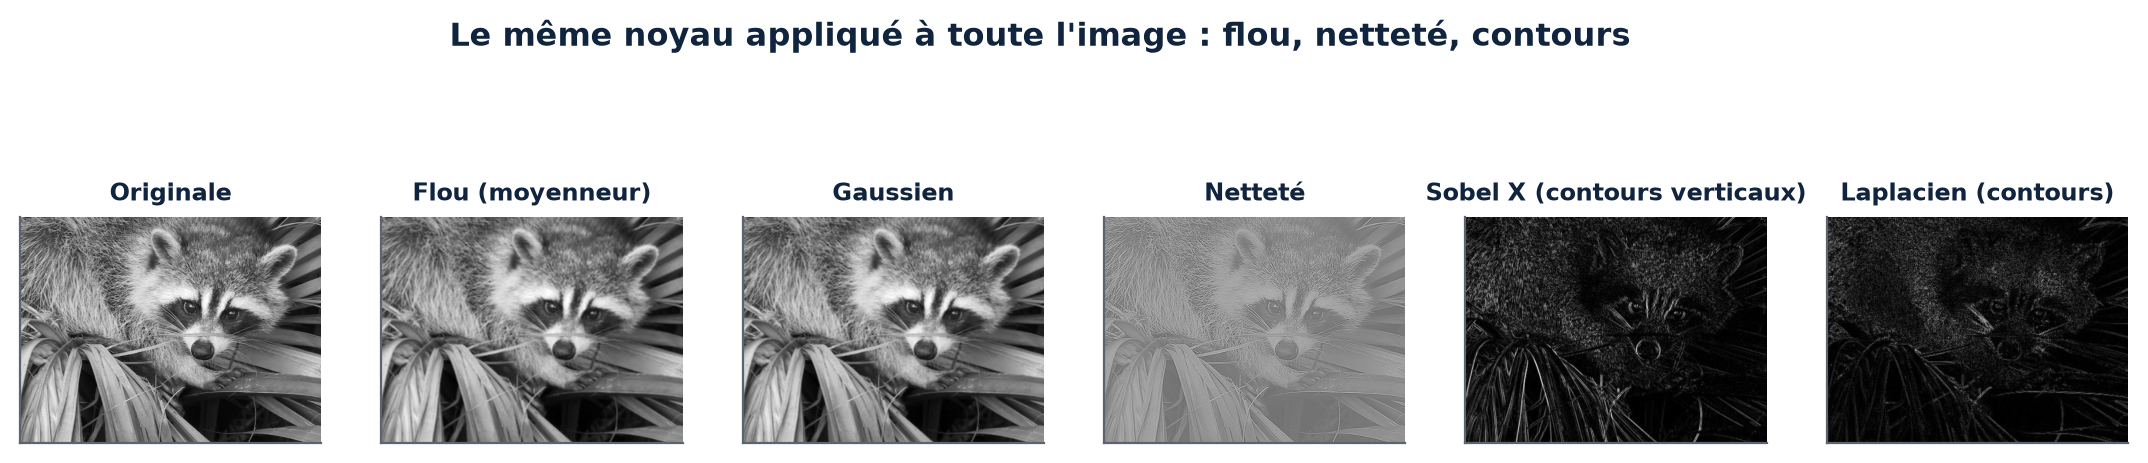 Le même noyau appliqué à toute l'image : flou, netteté, contours
Originale
Flou (moyenneur)
Gaussien
Netteté
Sobel X (contours verticaux)
Laplacien (contours)